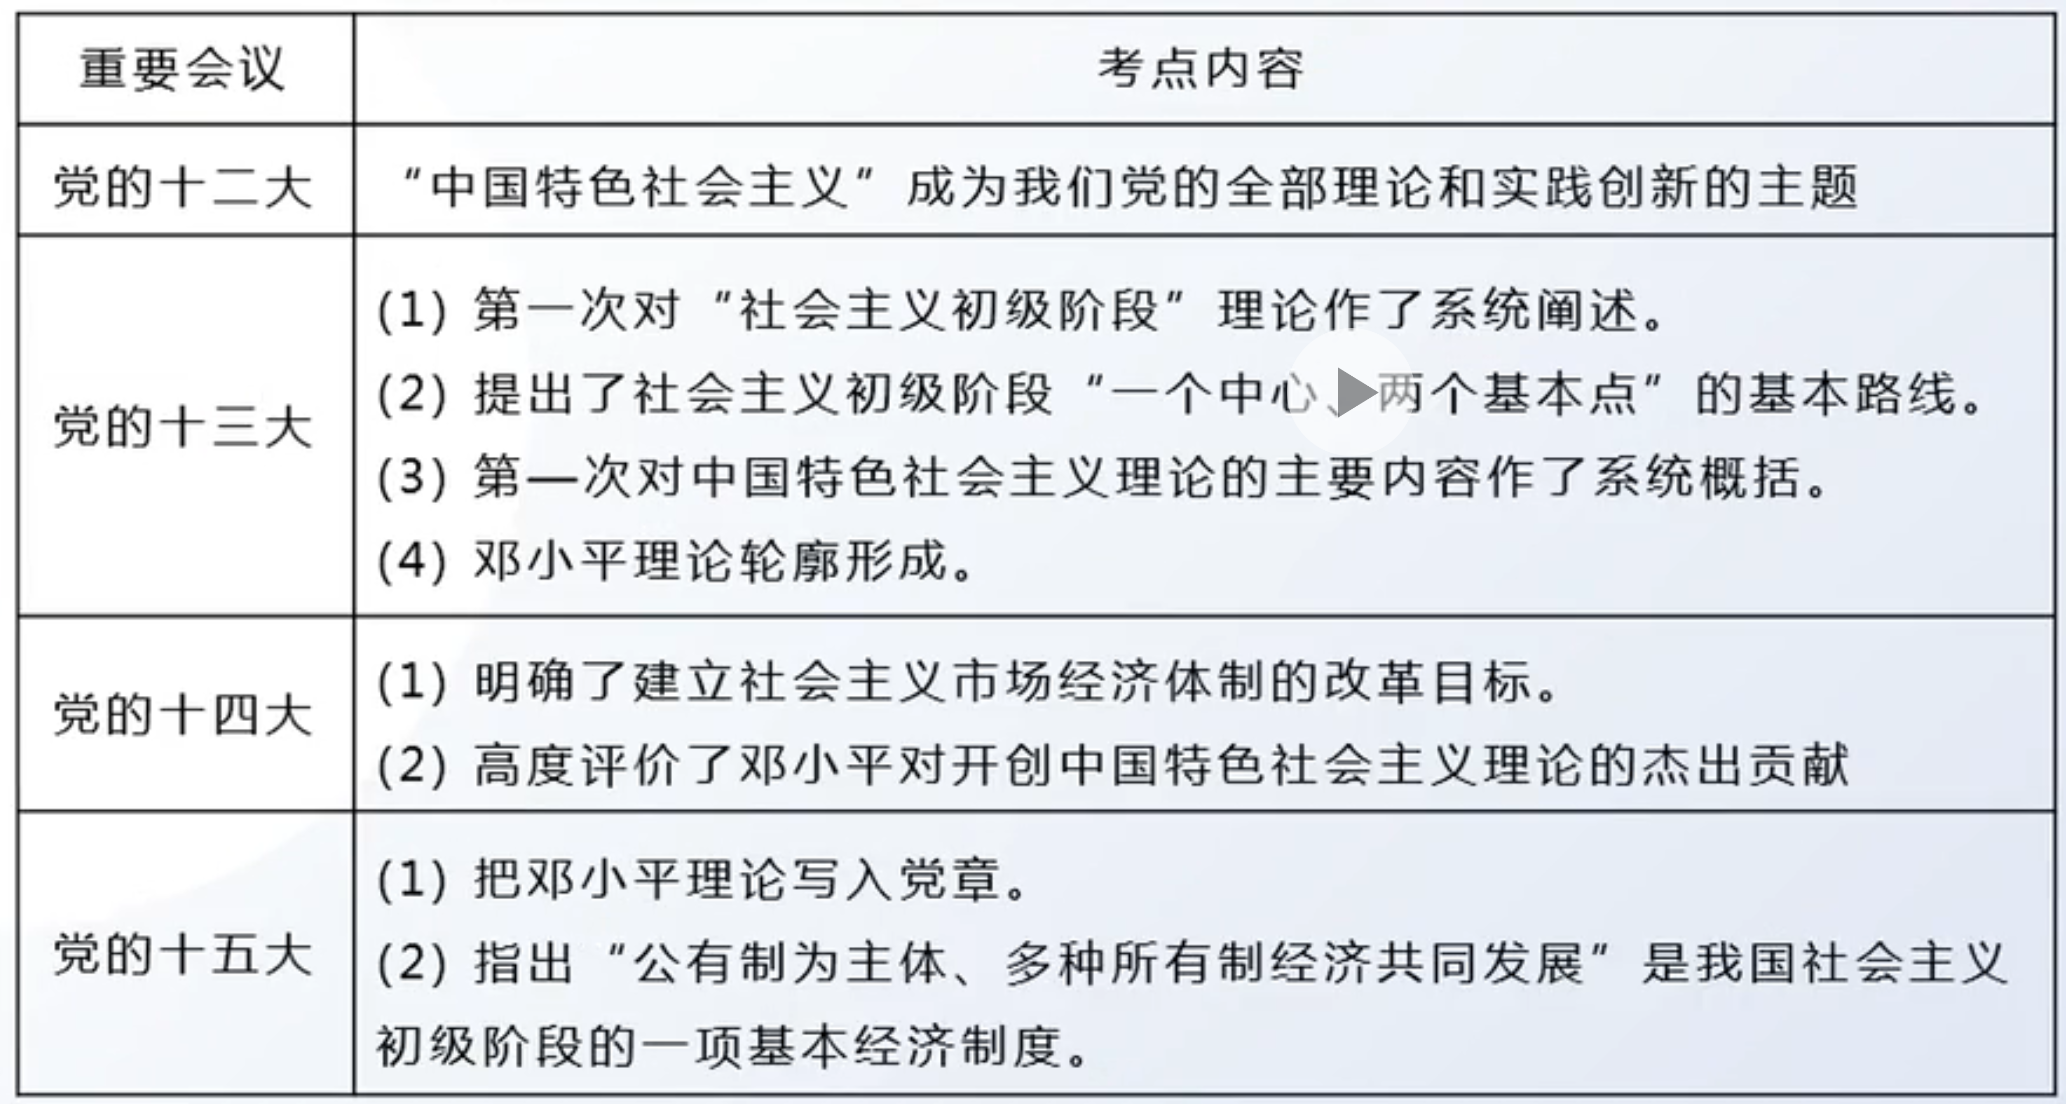 重要会议 考点内容
党的十二大 “中国特色社会主义”成为我们党的全部理论和实践创新的主题
党的十三大
(1) 第一次对“社会主义初级阶段”理论作了系统阐述。
(2) 提出了社会主义初级阶段“一个中心、两个基本点”的基本路线。
(3) 第一次对中国特色社会主义理论的主要内容作了系统概括。
(4) 邓小平理论轮廓形成。
党的十四大
(1) 明确了建立社会主义市场经济体制的改革目标。
(2) 高度评价了邓小平对开创中国特色社会主义理论的杰出贡献
党的十五大
(1) 把邓小平理论写入党章。
(2) 指出“公有制为主体、多种所有制经济共同发展”是我国社会主义
初级阶段的一项基本经济制度。